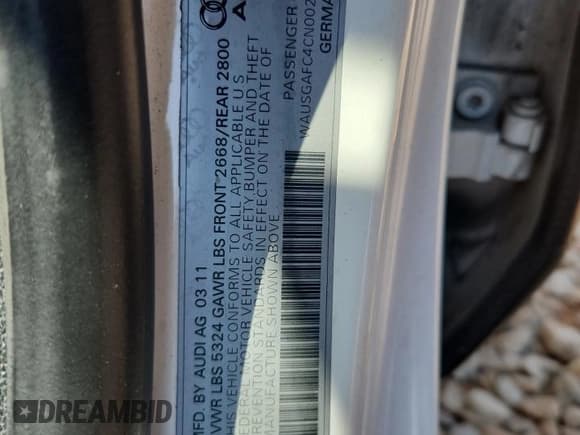 MFD. BY AUDI AG 03 11
VWR LBS 5324 GAWR LBS FRONT 2668/REAR 2800
THIS VEHICLE CONFORMS TO ALL APPLICABLE U S
FEDERAL MOTOR VEHICLE SAFETY BUMPER AND THEFT
PREVENTION STANDARDS IN EFFECT ON THE DATE OF
MANUFACTURE SHOWN ABOVE
PASSENGER
WAUSGAFC4CN002
GERMA
DREAMBID